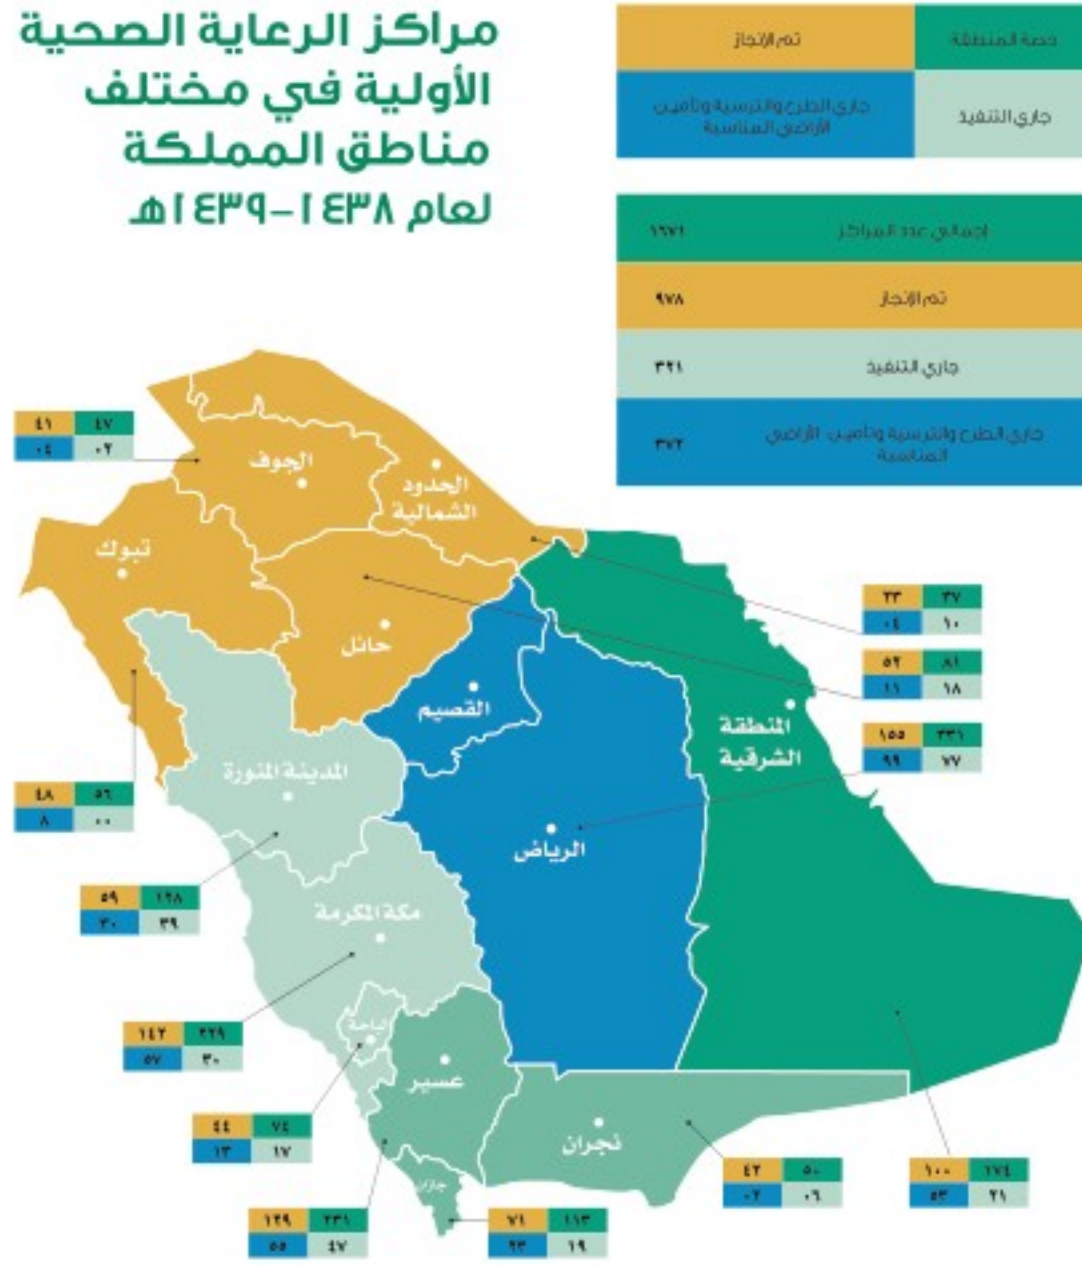 مراكز الرعاية الصحية
الأولية في مختلف
مناطق المملكة
لعام ١٤٣٨-١٤٣٩هـ
حصة المنطقة
تم الإنجاز
جاري التنفيذ
جاري الطرح والترسية وتأمين
الأراضي المناسبة
إجمالي عدد المراكز ١٦٧١
تم الإنجاز ٩٧٨
جاري التنفيذ ٣٢١
جاري الطرح والترسية وتأمين الأراضي
المناسبة
٣٧٢
٤٧ ٤١
٠٢ ٠٤
الجوف
الحدود
الشمالية
تبوك
حائل
٣٧ ٢٣
١٠ ٠٤
٨١ ٥٢
١٨ ١١
القصيم
المنطقة
الشرقية
٣٣١ ١٥٥
٧٧ ٩٩
المدينة المنورة
٥٦ ٤٨
٠٠ ٨
الرياض
١٢٨ ٥٩
٣٩ ٣٠
مكة المكرمة
٢٢٩ ١٤٢
٣٠ ٥٧
الباحة
عسير
٧٤ ٤٤
١٧ ١٣
نجران
٥٠ ٤٢
٠٦ ٠٢
١٧٤ ١٠٠
٢١ ٥٣
جازان
٢٣١ ١٢٩
٤٧ ٥٥
١١٣ ٧١
١٩ ٢٣